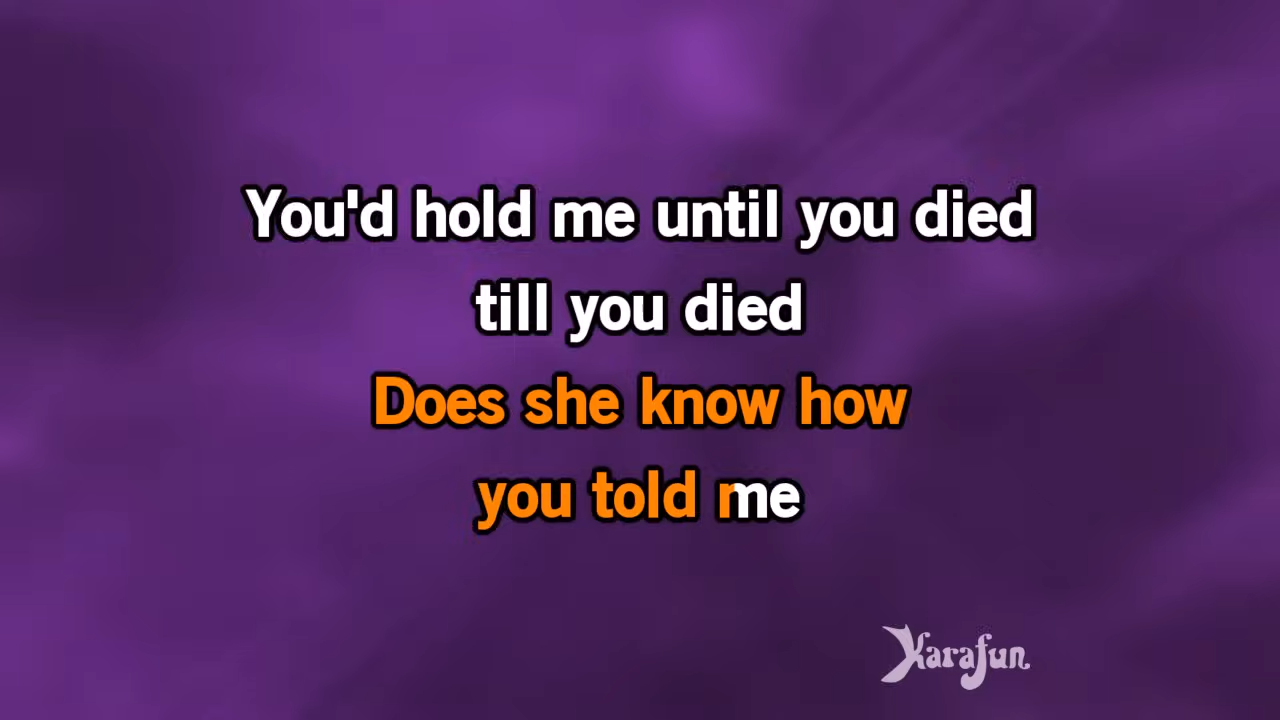 You'd hold me until you died
till you died
Does she know how
you told me
Karafun